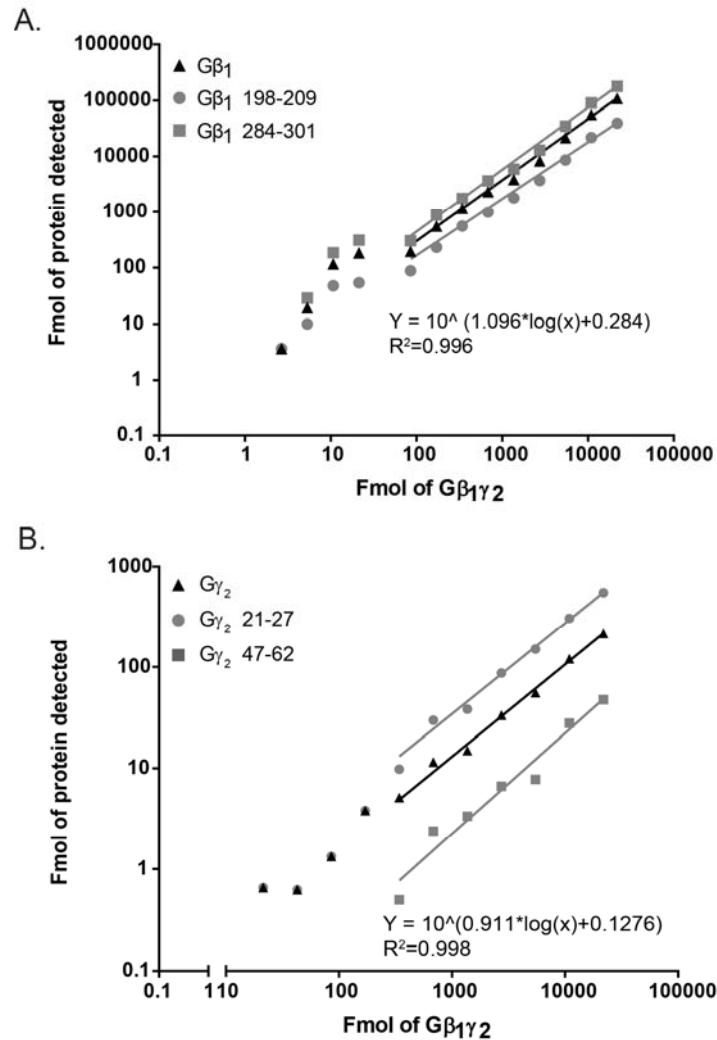 A.
1000000
100000
10000
1000
100
10
1
0.1
Fmol of protein detected
Gβ1
Gβ1 198-209
Gβ1 284-301
Y = 10^ (1.096*log(x)+0.284)
R²=0.996
0.1 1 10 100 1000 10000 100000
Fmol of Gβ1γ2
B.
1000
100
10
1
0.1
Fmol of protein detected
Gγ2
Gγ2 21-27
Gγ2 47-62
Y = 10^(0.911*log(x)+0.1276)
R²=0.998
0.1 1 10 100 1000 10000 100000
Fmol of Gβ1γ2